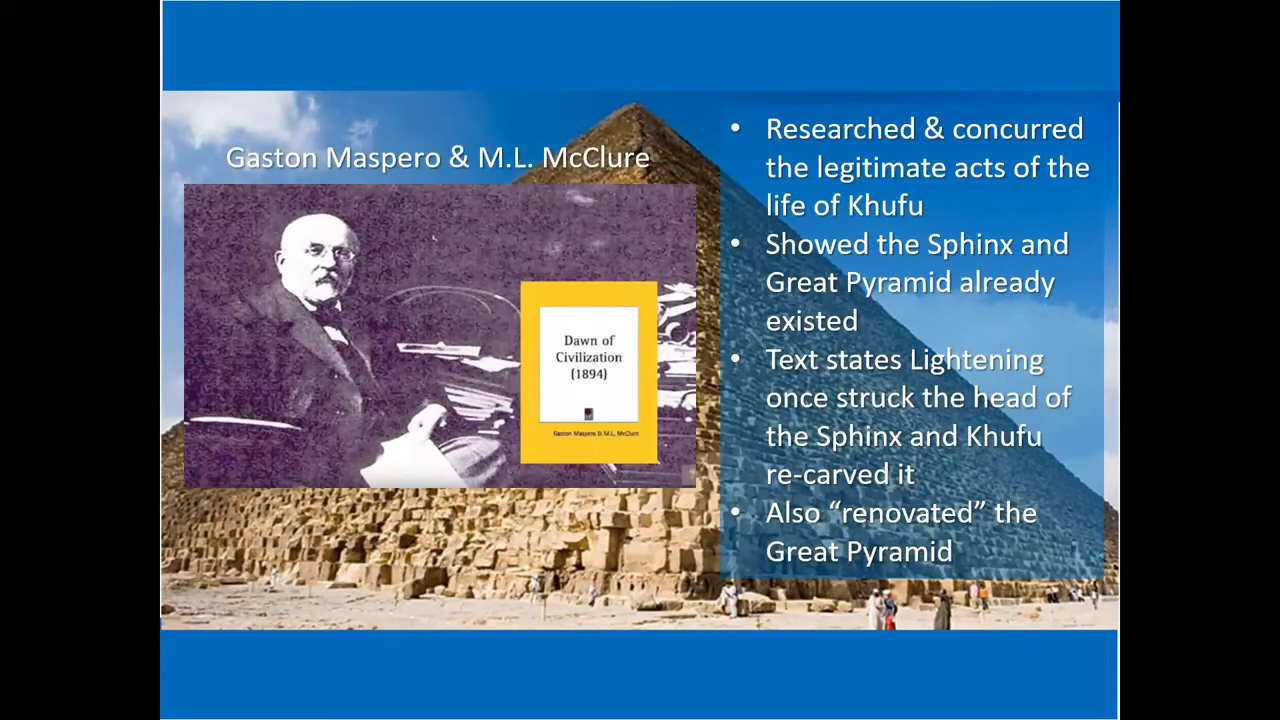 Gaston Maspero & M.L. McClure
Dawn of
Civilization
(1894)
Gaston Maspero & M.L. McClure
• Researched & concurred
the legitimate acts of the
life of Khufu
• Showed the Sphinx and
Great Pyramid already
existed
• Text states Lightening
once struck the head of
the Sphinx and Khufu
re-carved it
• Also “renovated” the
Great Pyramid